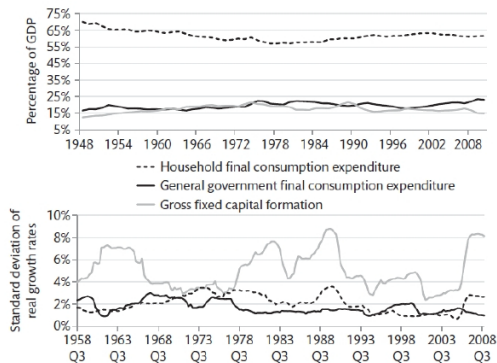 Percentage of GDP
75%
65%
55%
45%
35%
25%
15%
5%
1948 1954 1960 1966 1972 1976 1984 1990 1996 2002 2008
Household final consumption expenditure
General government final consumption expenditure
Gross fixed capital formation
Standard deviation of
real growth rates
10%
8%
6%
4%
2%
0%
1958 1963 1968 1973 1978 1983 1988 1993 1998 2003 2008
Q3 Q3 Q3 Q3 Q3 Q3 Q3 Q3 Q3 Q3 Q3